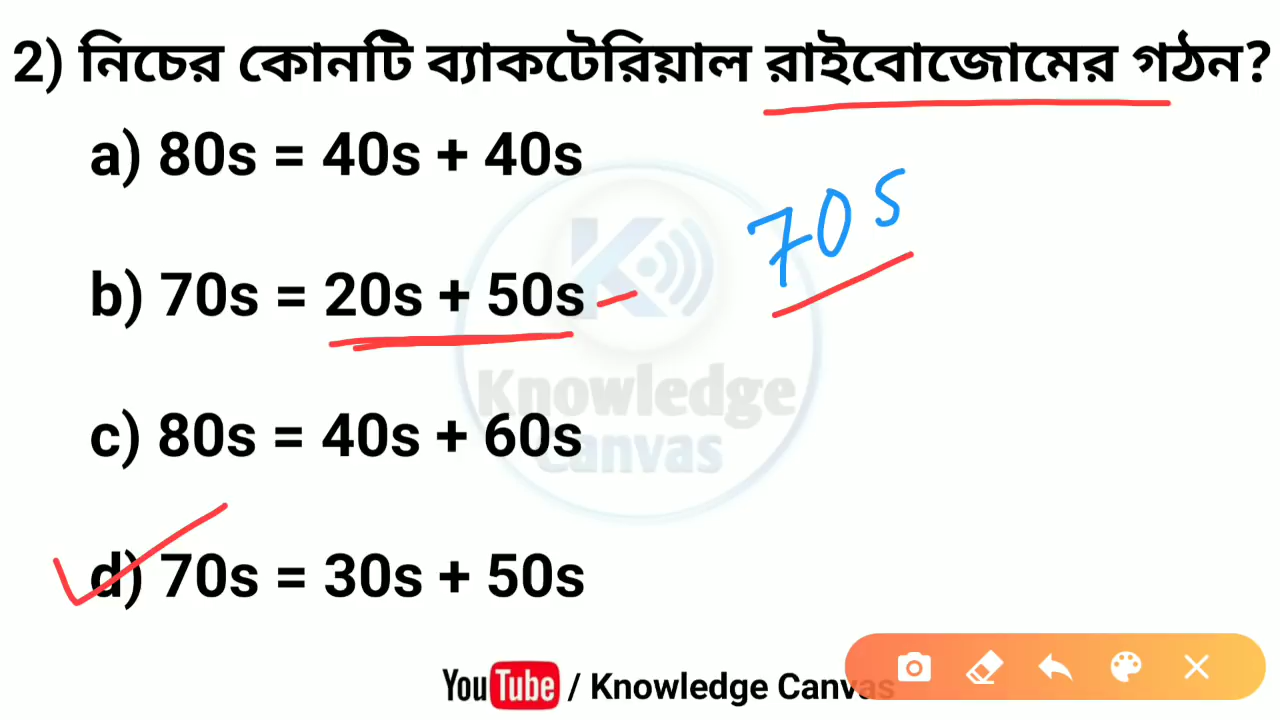 2) নিচের কোনটি ব্যাকটেরিয়াল রাইবোজোমের গঠন?
a) 80s = 40s + 40s
70s
b) 70s = 20s + 50s
c) 80s = 40s + 60s
d) 70s = 30s + 50s
K
Knowledge
Canvas
YouTube / Knowledge Canvas